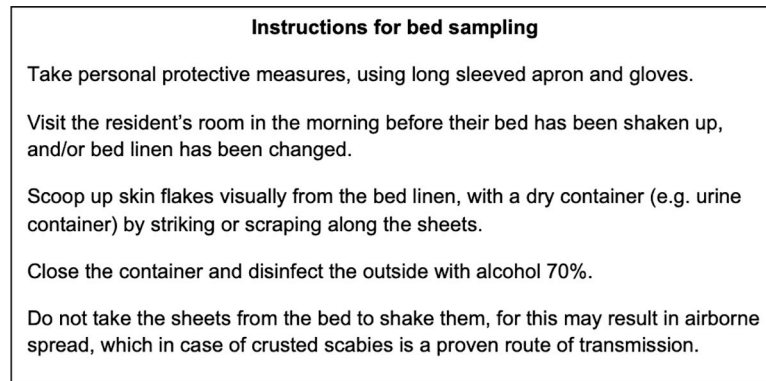 Instructions for bed sampling
Take personal protective measures, using long sleeved apron and gloves.
Visit the resident's room in the morning before their bed has been shaken up,
and/or bed linen has been changed.
Scoop up skin flakes visually from the bed linen, with a dry container (e.g. urine
container) by striking or scraping along the sheets.
Close the container and disinfect the outside with alcohol 70%.
Do not take the sheets from the bed to shake them, for this may result in airborne
spread, which in case of crusted scabies is a proven route of transmission.